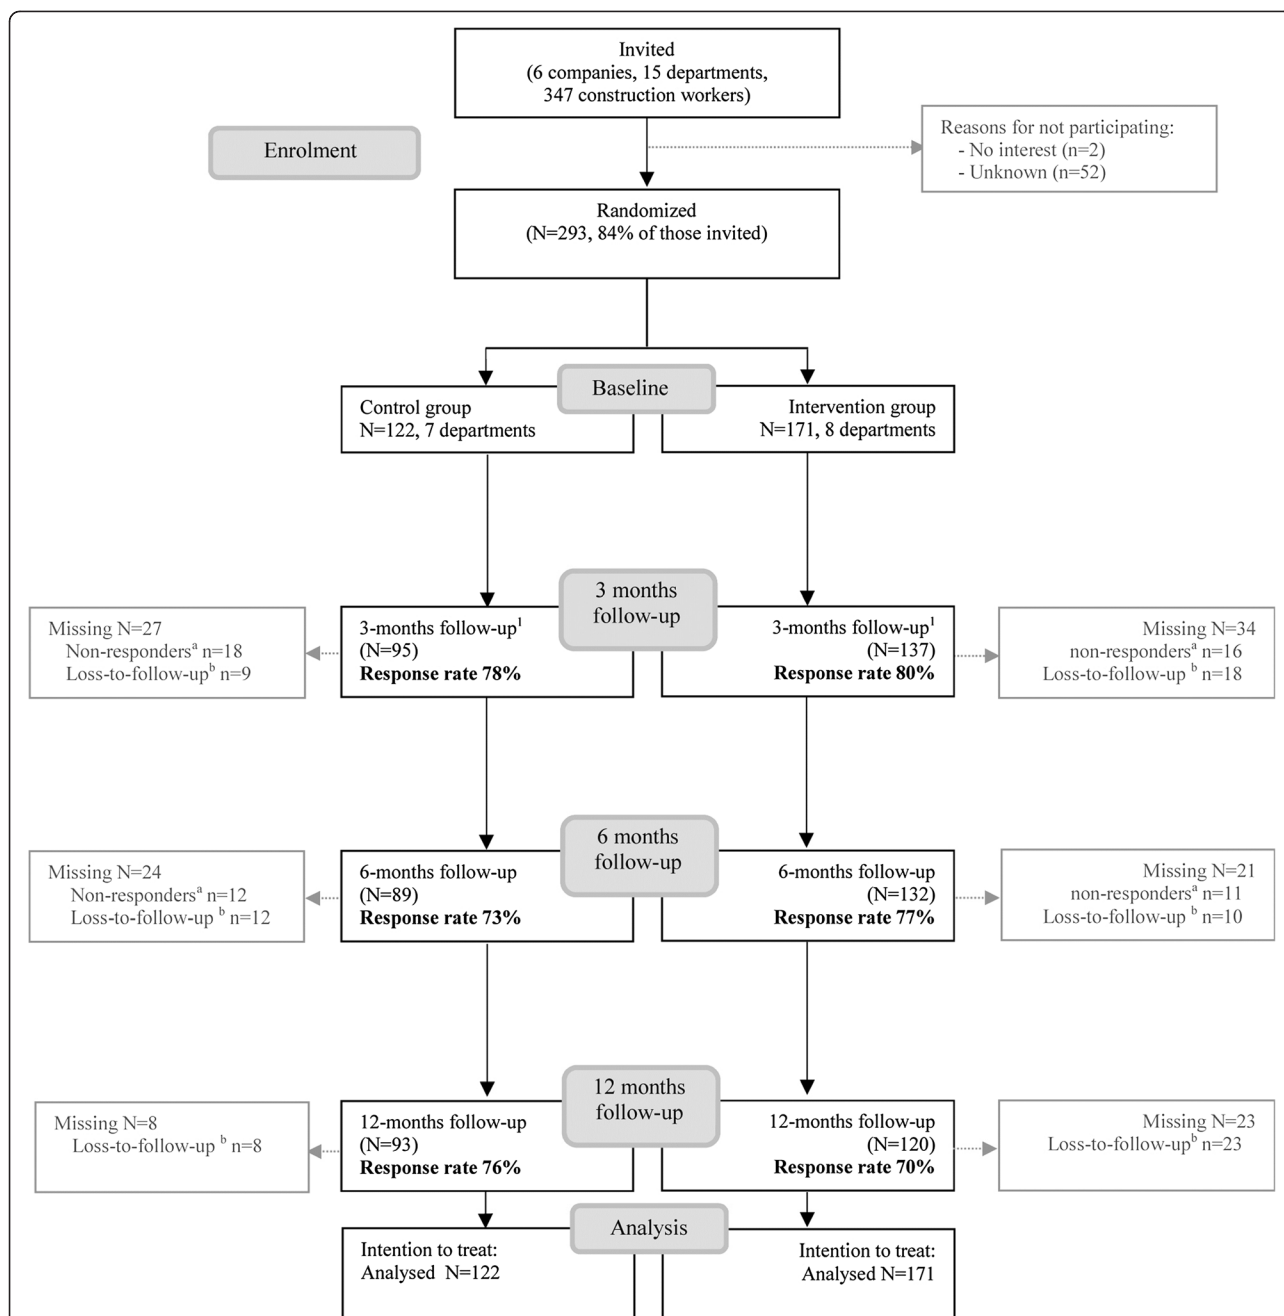 Invited
(6 companies, 15 departments,
347 construction workers)
Enrolment
Reasons for not participating:
- No interest (n=2)
- Unknown (n=52)
Randomized
(N=293, 84% of those invited)
Baseline
Control group
N=122, 7 departments
Intervention group
N=171, 8 departments
3 months
follow-up
Missing N=27
Non-respondersᵃ n=18
Loss-to-follow-upᵇ n=9
3-months follow-up¹
(N=95)
Response rate 78%
3-months follow-up¹
(N=137)
Response rate 80%
Missing N=34
non-respondersᵃ n=16
Loss-to-follow-up ᵇ n=18
6 months
follow-up
Missing N=24
Non-respondersᵃ n=12
Loss-to-follow-up ᵇ n=12
6-months follow-up
(N=89)
Response rate 73%
6-months follow-up
(N=132)
Response rate 77%
Missing N=21
non-respondersᵃ n=11
Loss-to-follow-up ᵇ n=10
12 months
follow-up
Missing N=8
Loss-to-follow-up ᵇ n=8
12-months follow-up
(N=93)
Response rate 76%
12-months follow-up
(N=120)
Response rate 70%
Missing N=23
Loss-to-follow-upᵇ n=23
Analysis
Intention to treat:
Analysed N=122
Intention to treat:
Analysed N=171